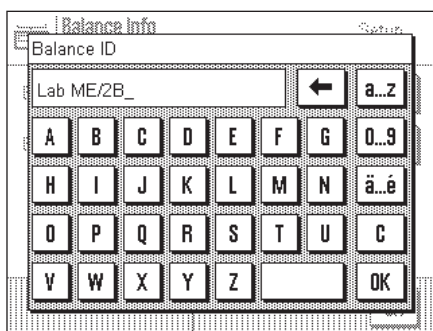 Balance Info Setup
Balance ID
Lab ME/2B_ ← a...z
A B C D E F G 0...9
H I J K L M N ä...é
O P Q R S T U C
V W X Y Z OK